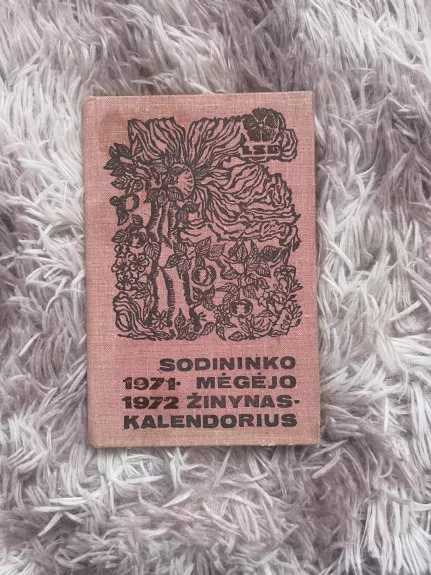 LSD
SODININKO
1971- MĖGĖJO
1972 ŽINYNAS-
KALENDORIUS